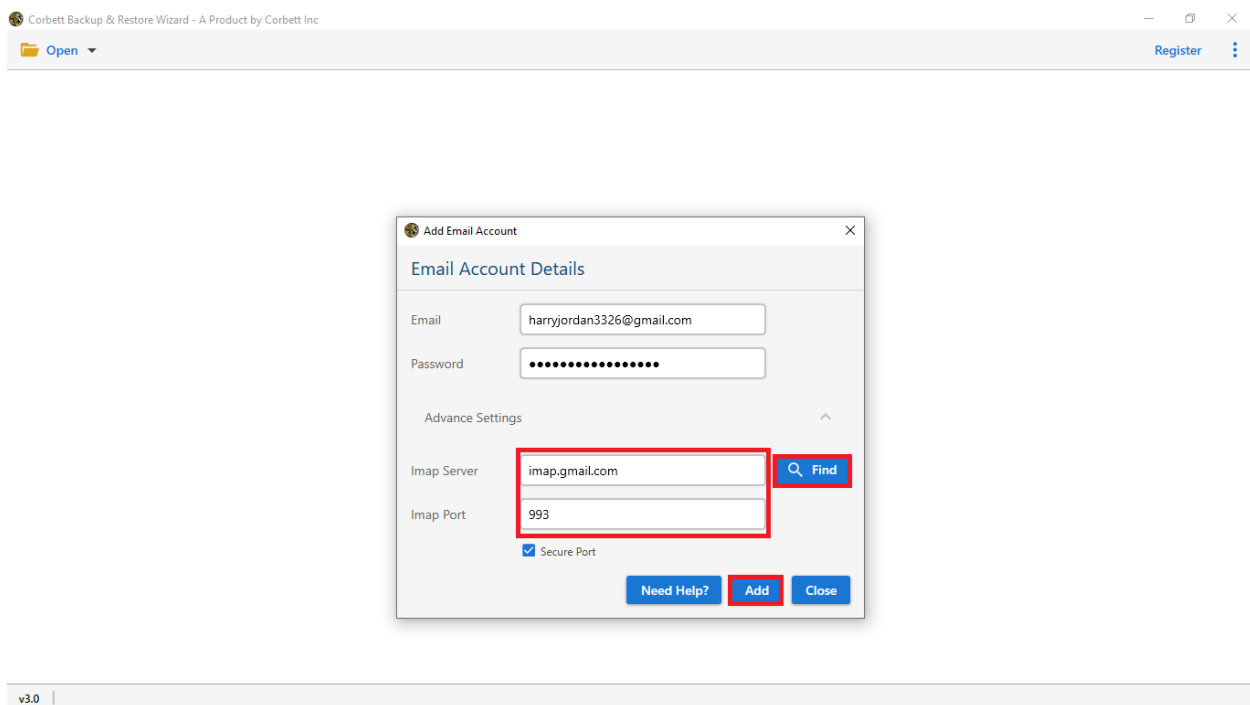 Corbett Backup & Restore Wizard - A Product by Corbett Inc
Open
Register
Add Email Account
Email Account Details
Email harryjordan3326@gmail.com
Password •••••••••••••••••
Advance Settings
Imap Server imap.gmail.com Find
Imap Port 993
Secure Port
Need Help? Add Close
v3.0